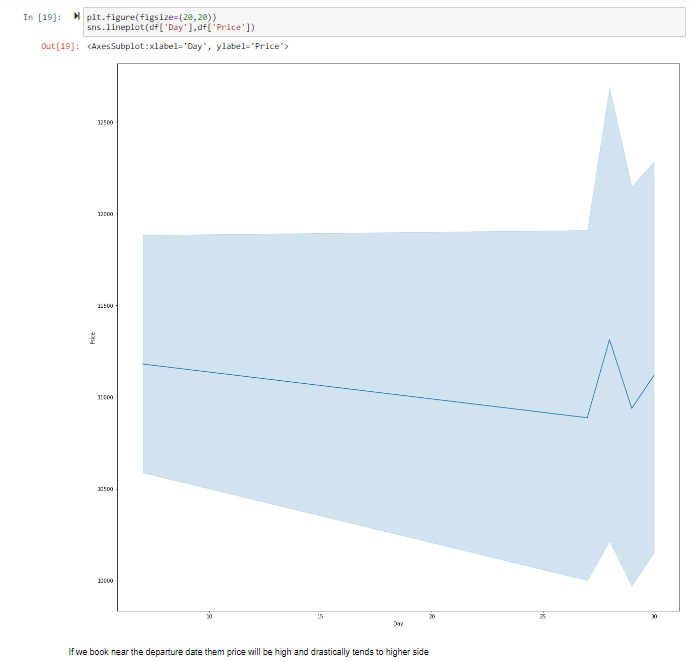 In [19]: plt.figure(figsize=(20,20))
sns.lineplot(df['Day'],df['Price'])
Out[19]: <AxesSubplot:xlabel='Day', ylabel='Price'>
12500
12000
11500
11000
10500
10000
Price
10 15 20 25 30
Day
If we book near the departure date them price will be high and drastically tends to higher side